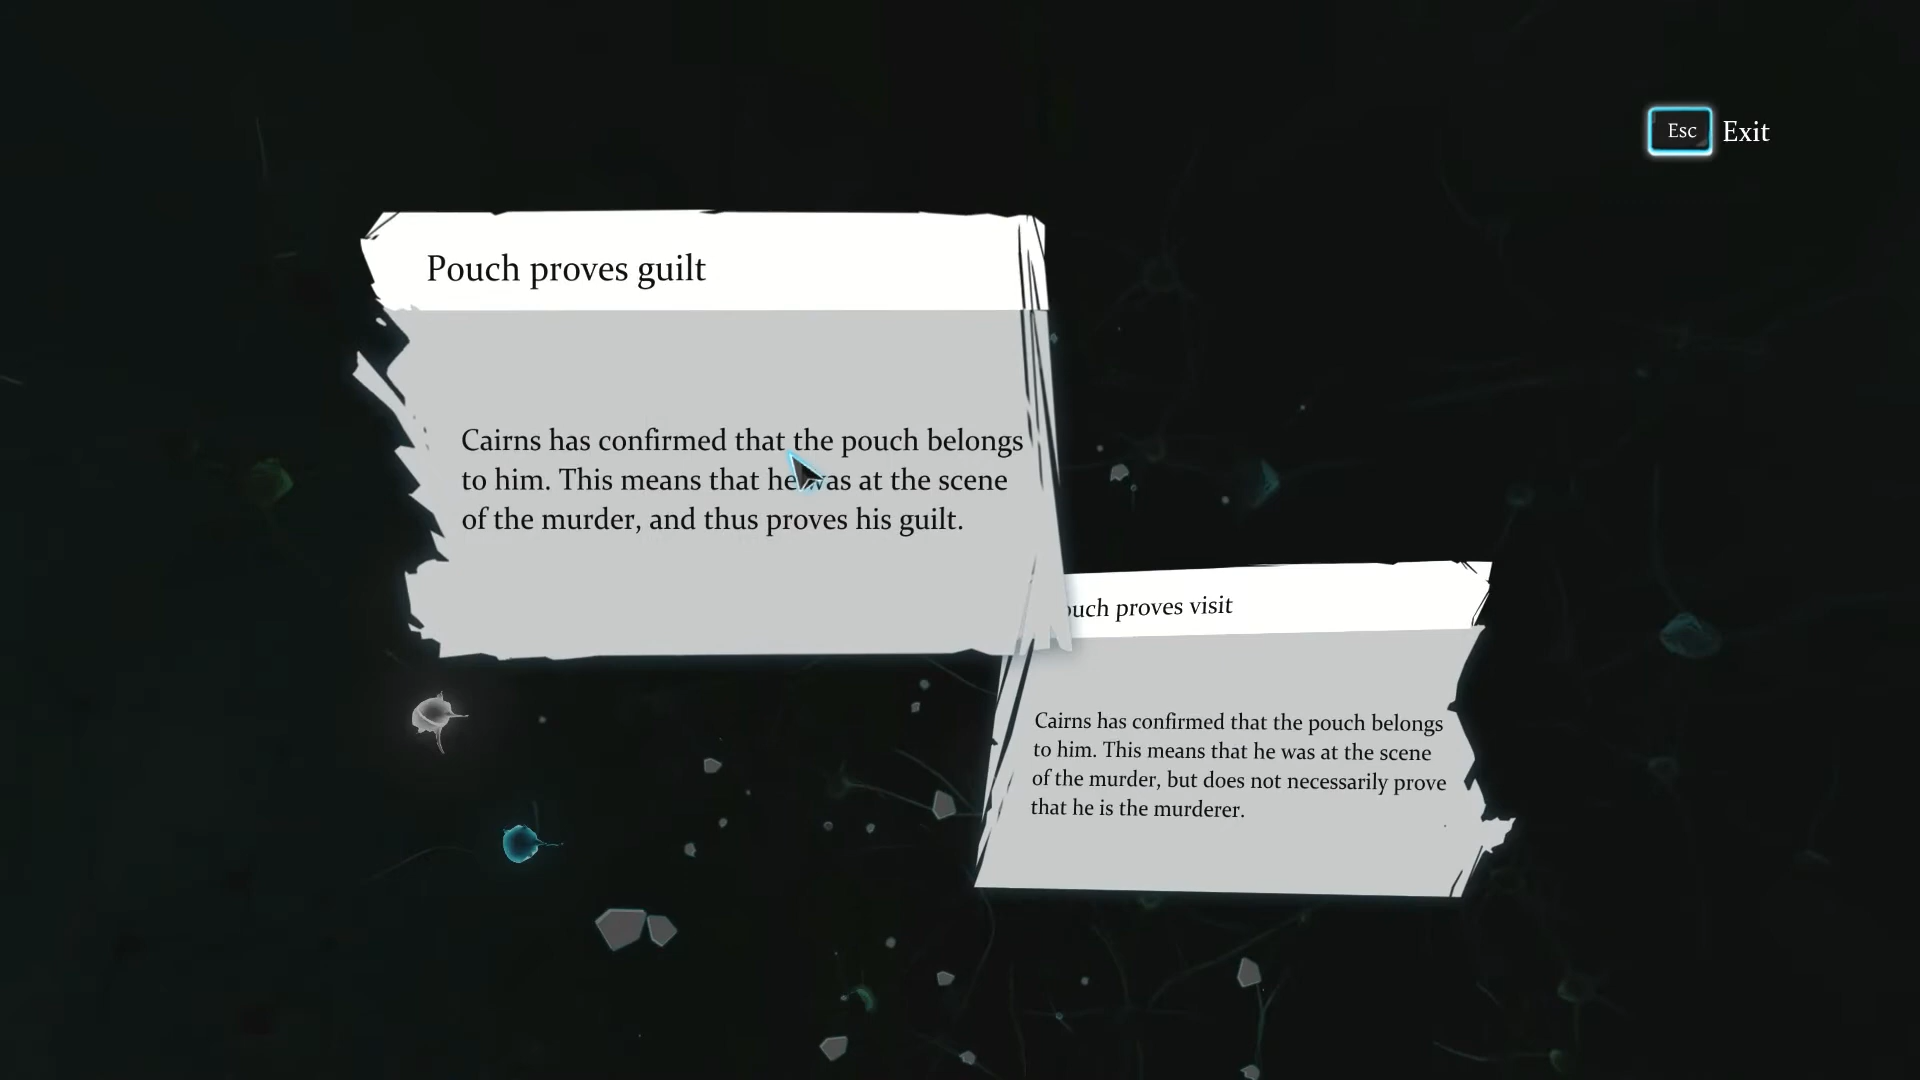 Esc Exit
Pouch proves guilt
Cairns has confirmed that the pouch belongs
to him. This means that he was at the scene
of the murder, and thus proves his guilt.
ouch proves visit
Cairns has confirmed that the pouch belongs
to him. This means that he was at the scene
of the murder, but does not necessarily prove
that he is the murderer.